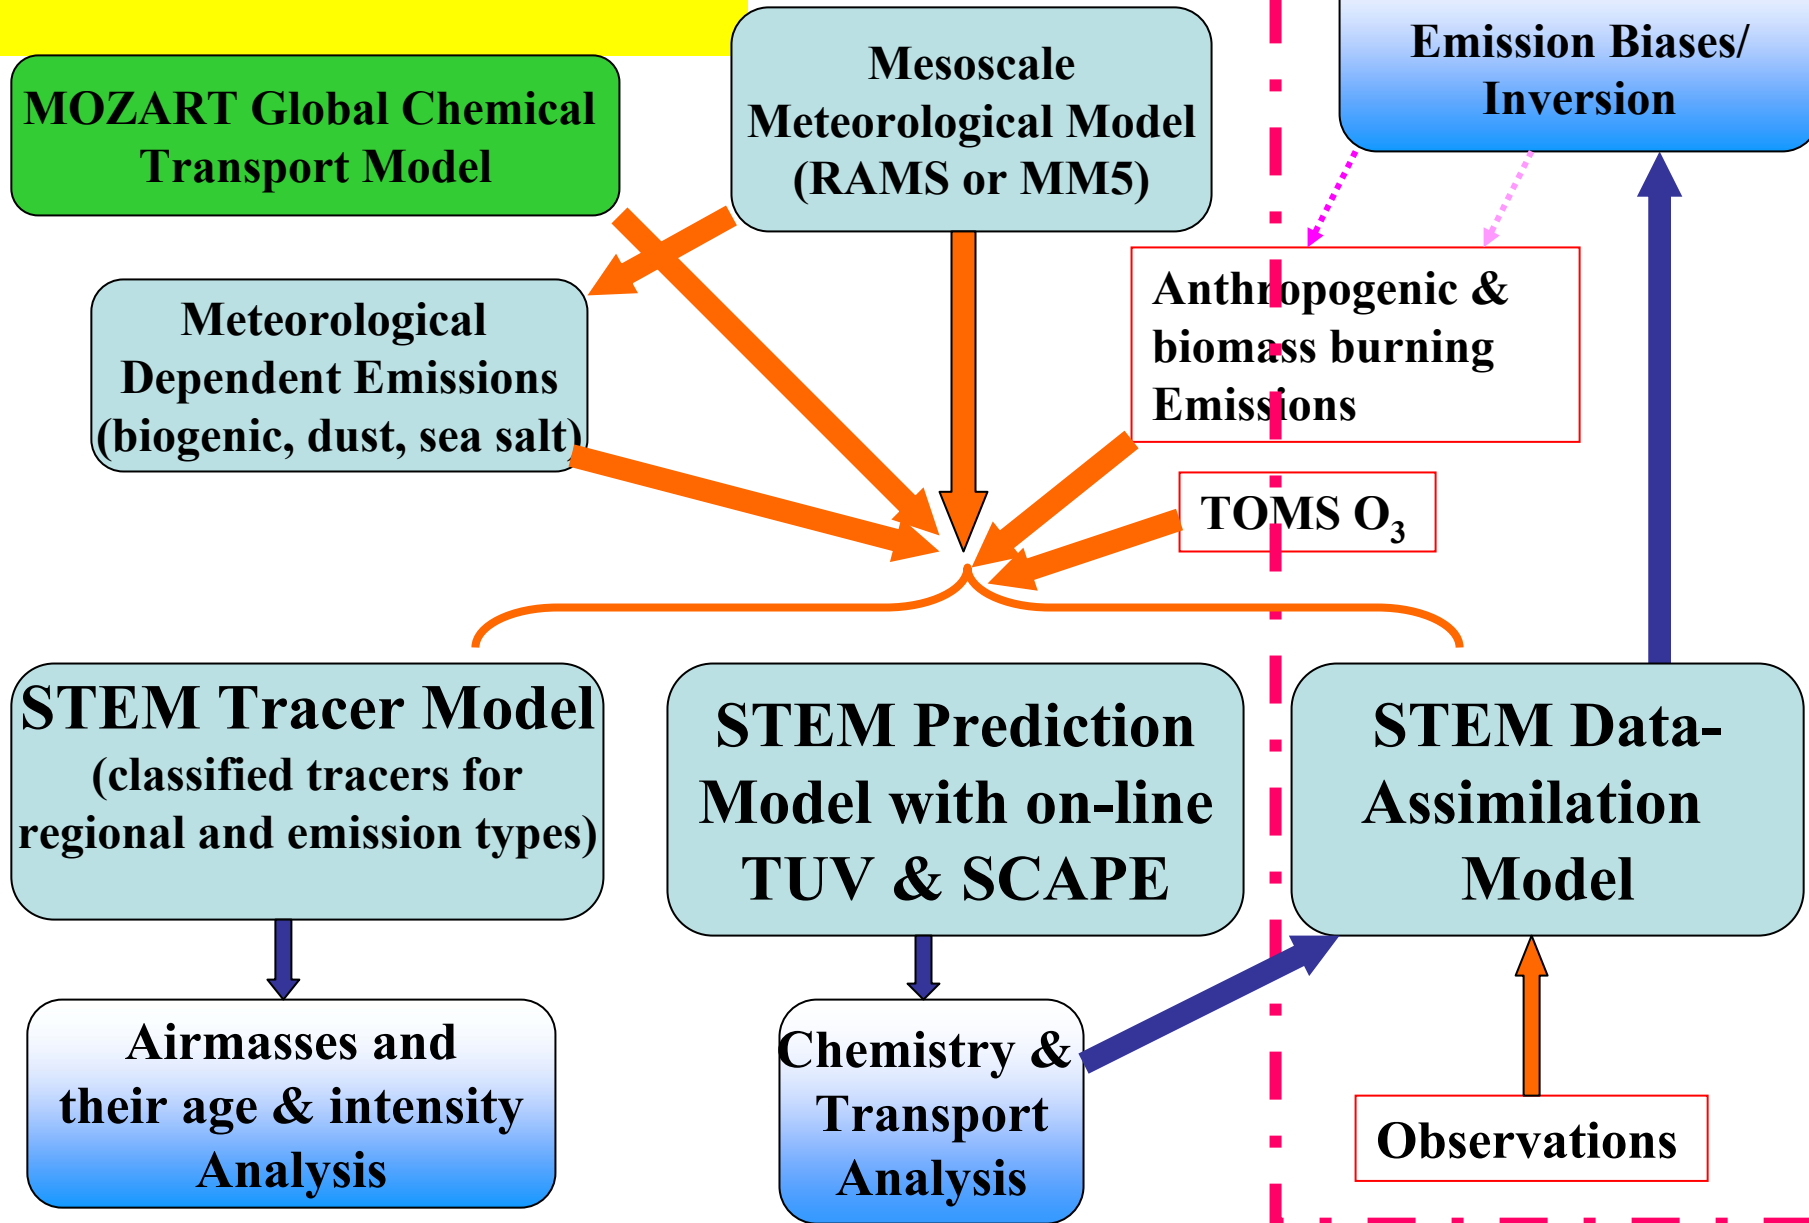 MOZART Global Chemical
Transport Model
Mesoscale
Meteorological Model
(RAMS or MM5)
Emission Biases/
Inversion
Meteorological
Dependent Emissions
(biogenic, dust, sea salt)
Anthropogenic &
biomass burning
Emissions
TOMS O₃
STEM Tracer Model
(classified tracers for
regional and emission types)
STEM Prediction
Model with on-line
TUV & SCAPE
STEM Data-
Assimilation
Model
Airmasses and
their age & intensity
Analysis
Chemistry &
Transport
Analysis
Observations